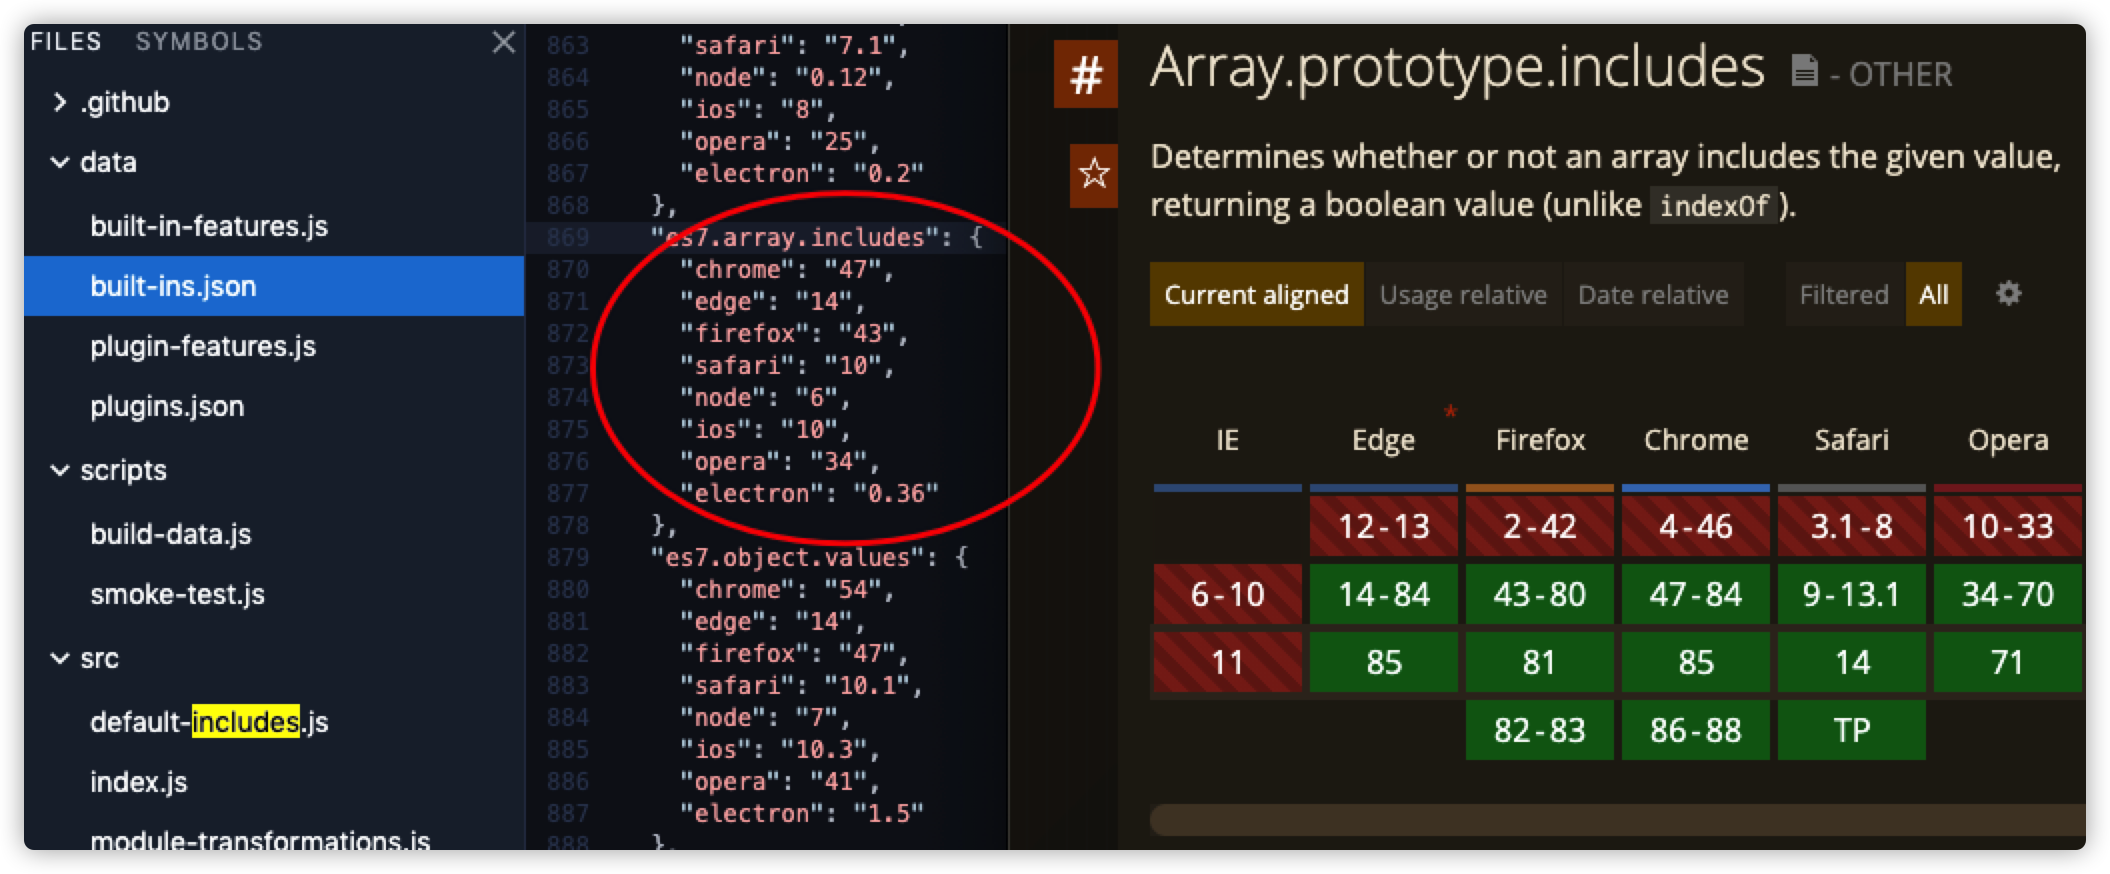 FILES SYMBOLS
.github
data
built-in-features.js
built-ins.json
plugin-features.js
plugins.json
scripts
build-data.js
smoke-test.js
src
default-includes.js
index.js
module-transformations.js
863 "safari": "7.1",
864 "node": "0.12",
865 "ios": "8",
866 "opera": "25",
867 "electron": "0.2"
868 },
869 "es7.array.includes": {
870 "chrome": "47",
871 "edge": "14",
872 "firefox": "43",
873 "safari": "10",
874 "node": "6",
875 "ios": "10",
876 "opera": "34",
877 "electron": "0.36"
878 },
879 "es7.object.values": {
880 "chrome": "54",
881 "edge": "14",
882 "firefox": "47",
883 "safari": "10.1",
884 "node": "7",
885 "ios": "10.3",
886 "opera": "41",
887 "electron": "1.5"
888 },
# Array.prototype.includes - OTHER
Determines whether or not an array includes the given value,
returning a boolean value (unlike indexOf ).
Current aligned Usage relative Date relative Filtered All
IE Edge * Firefox Chrome Safari Opera
12-13 2-42 4-46 3.1-8 10-33
6-10 14-84 43-80 47-84 9-13.1 34-70
11 85 81 85 14 71
82-83 86-88 TP